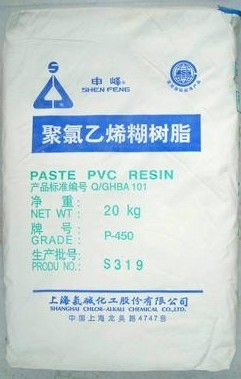 申峰®
SHEN FENG
聚氯乙烯糊树脂
PASTE PVC RESIN
产品标准编号 Q/GHBA 101
净 重:
NET WT : 20 kg
牌 号:
GRADE : P-450
生产批号:
PRODU NO.: S319
上海氯碱化工股份有限公司
SHANGHAI CHLOR-ALKALI CHEMICAL CO.,LTD.
中国上海龙吴路4747号